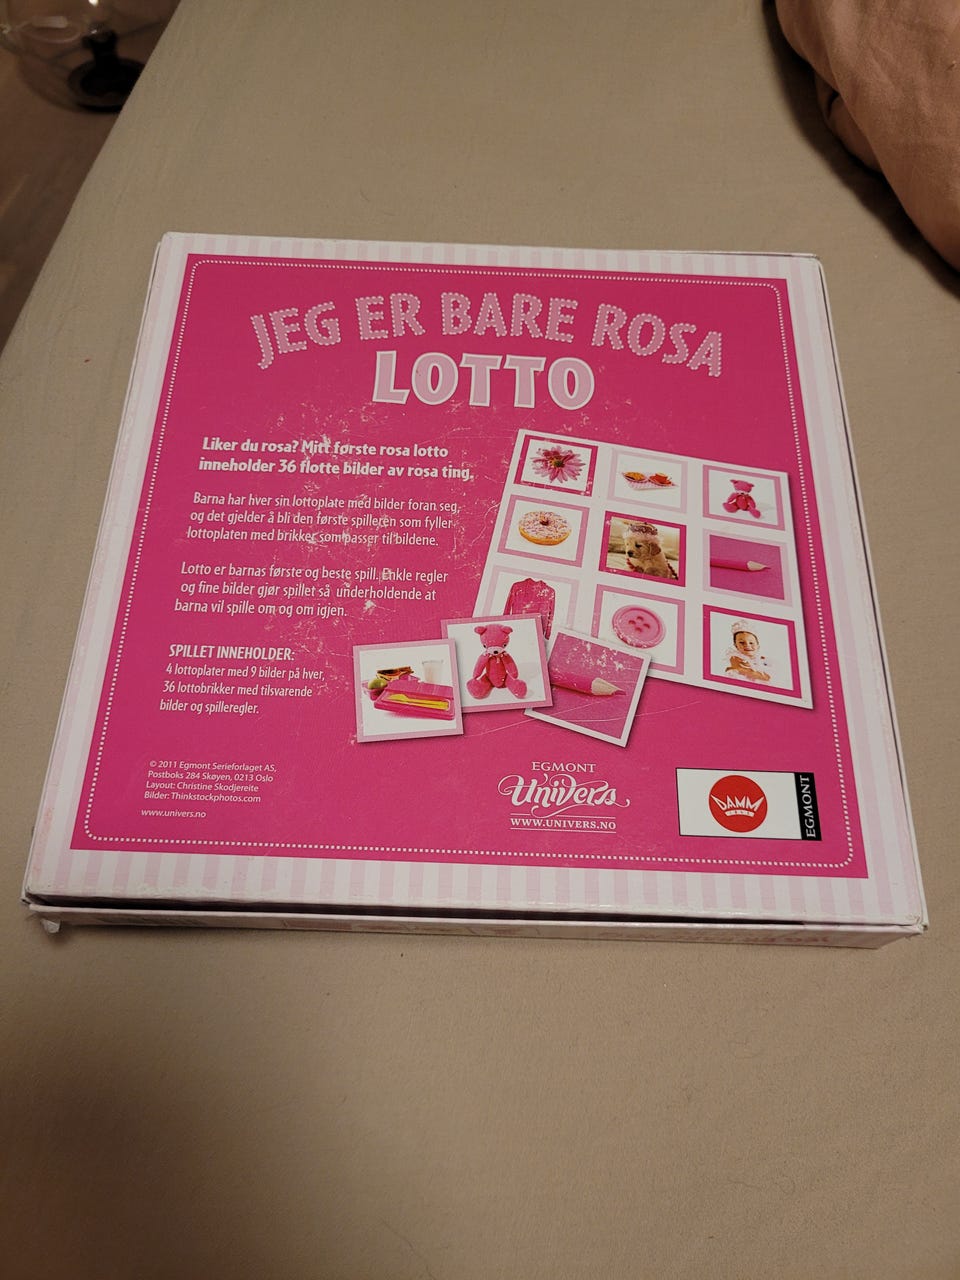 JEG ER BARE ROSA
LOTTO
Liker du rosa? Mitt første rosa lotto
inneholder 36 flotte bilder av rosa ting.
Barna har hver sin lottoplate med bilder foran seg,
og det gjelder å bli den første spilleren som fyller
lottoplaten med brikker som passer til bildene.
Lotto er barnas første og beste spill. Enkle regler
og fine bilder gjør spillet så underholdende at
barna vil spille om og om igjen.
SPILLET INNEHOLDER:
4 lottoplater med 9 bilder på hver,
36 lottobrikker med tilsvarende
bilder og spilleregler.
© 2011 Egmont Serieforlaget AS,
Postboks 284 Skøyen, 0213 Oslo
Layout: Christine Skodjereite
Bilder: Thinkstockphotos.com
www.univers.no
EGMONT
Univers
WWW.UNIVERS.NO
DAMM
EGMONT
JEG ER BARE